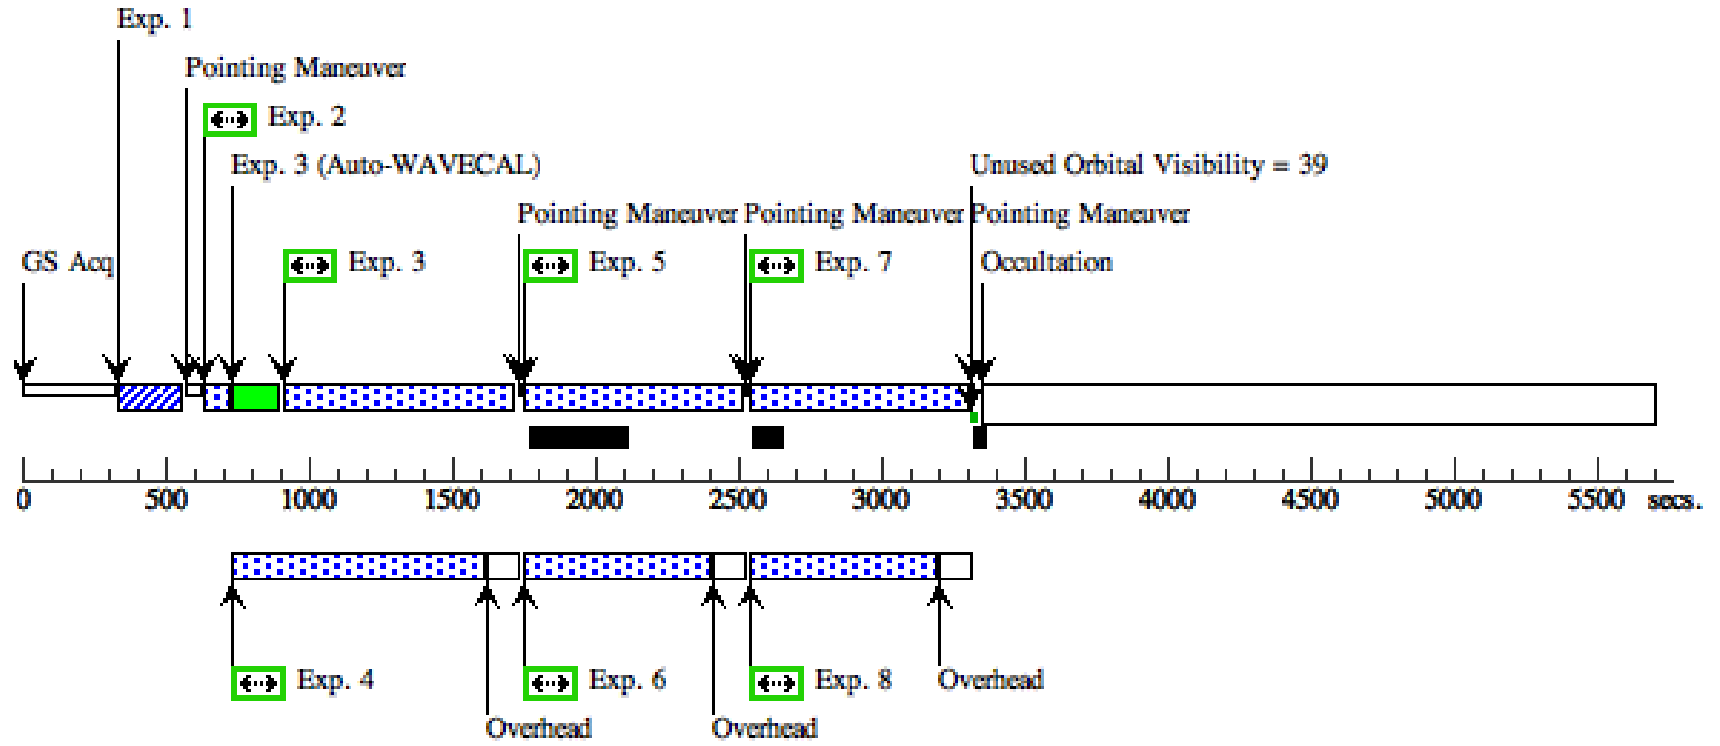 Exp. 1
Pointing Maneuver
Exp. 2
Exp. 3 (Auto-WAVECAL)
Unused Orbital Visibility = 39
Pointing Maneuver Pointing Maneuver Pointing Maneuver
GS Acq
Exp. 3
Exp. 5
Exp. 7
Occultation
0 500 1000 1500 2000 2500 3000 3500 4000 4500 5000 5500 secs.
Exp. 4
Exp. 6
Exp. 8
Overhead
Overhead
Overhead